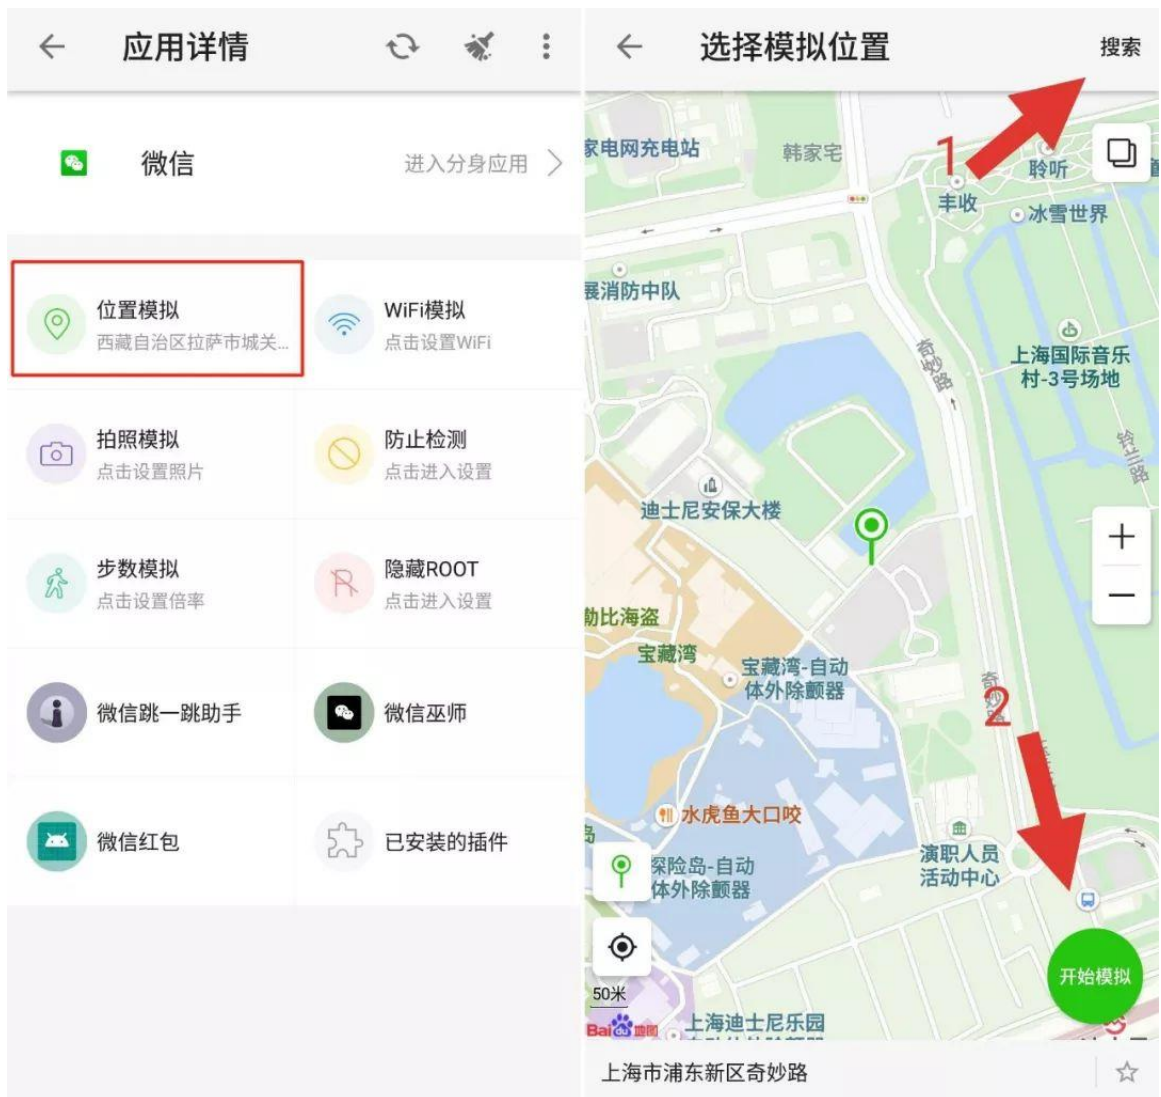 应用详情
微信
进入分身应用
位置模拟
西藏自治区拉萨市城关...
WiFi模拟
点击设置WiFi
拍照模拟
点击设置照片
防止检测
点击进入设置
步数模拟
点击设置倍率
隐藏ROOT
点击进入设置
微信跳一跳助手
微信巫师
微信红包
已安装的插件
选择模拟位置
搜索
1
家电网充电站
韩家宅
聆听
丰收
冰雪世界
展消防中队
奇妙路
上海国际音乐
村-3号场地
铃兰路
迪士尼安保大楼
勒比海盗
宝藏湾
宝藏湾-自动
体外除颤器
奇妙路
2
水虎鱼大口咬
岛
探险岛-自动
体外除颤器
演职人员
活动中心
开始模拟
50米
Bai du 地图
上海迪士尼乐园
上海市浦东新区奇妙路